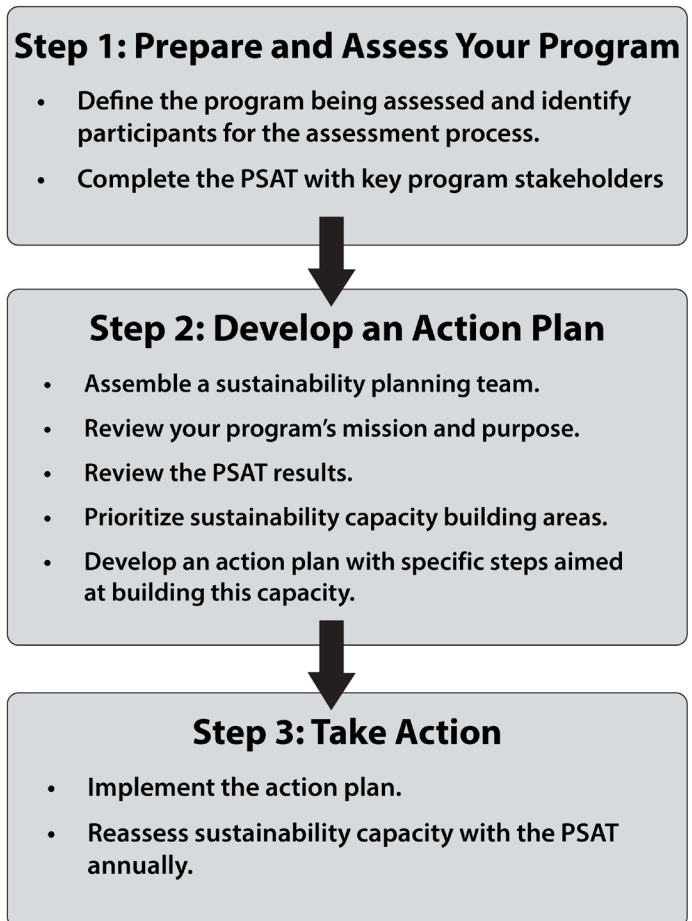 Step 1: Prepare and Assess Your Program
• Define the program being assessed and identify
participants for the assessment process.
• Complete the PSAT with key program stakeholders
Step 2: Develop an Action Plan
• Assemble a sustainability planning team.
• Review your program’s mission and purpose.
• Review the PSAT results.
• Prioritize sustainability capacity building areas.
• Develop an action plan with specific steps aimed
at building this capacity.
Step 3: Take Action
• Implement the action plan.
• Reassess sustainability capacity with the PSAT
annually.